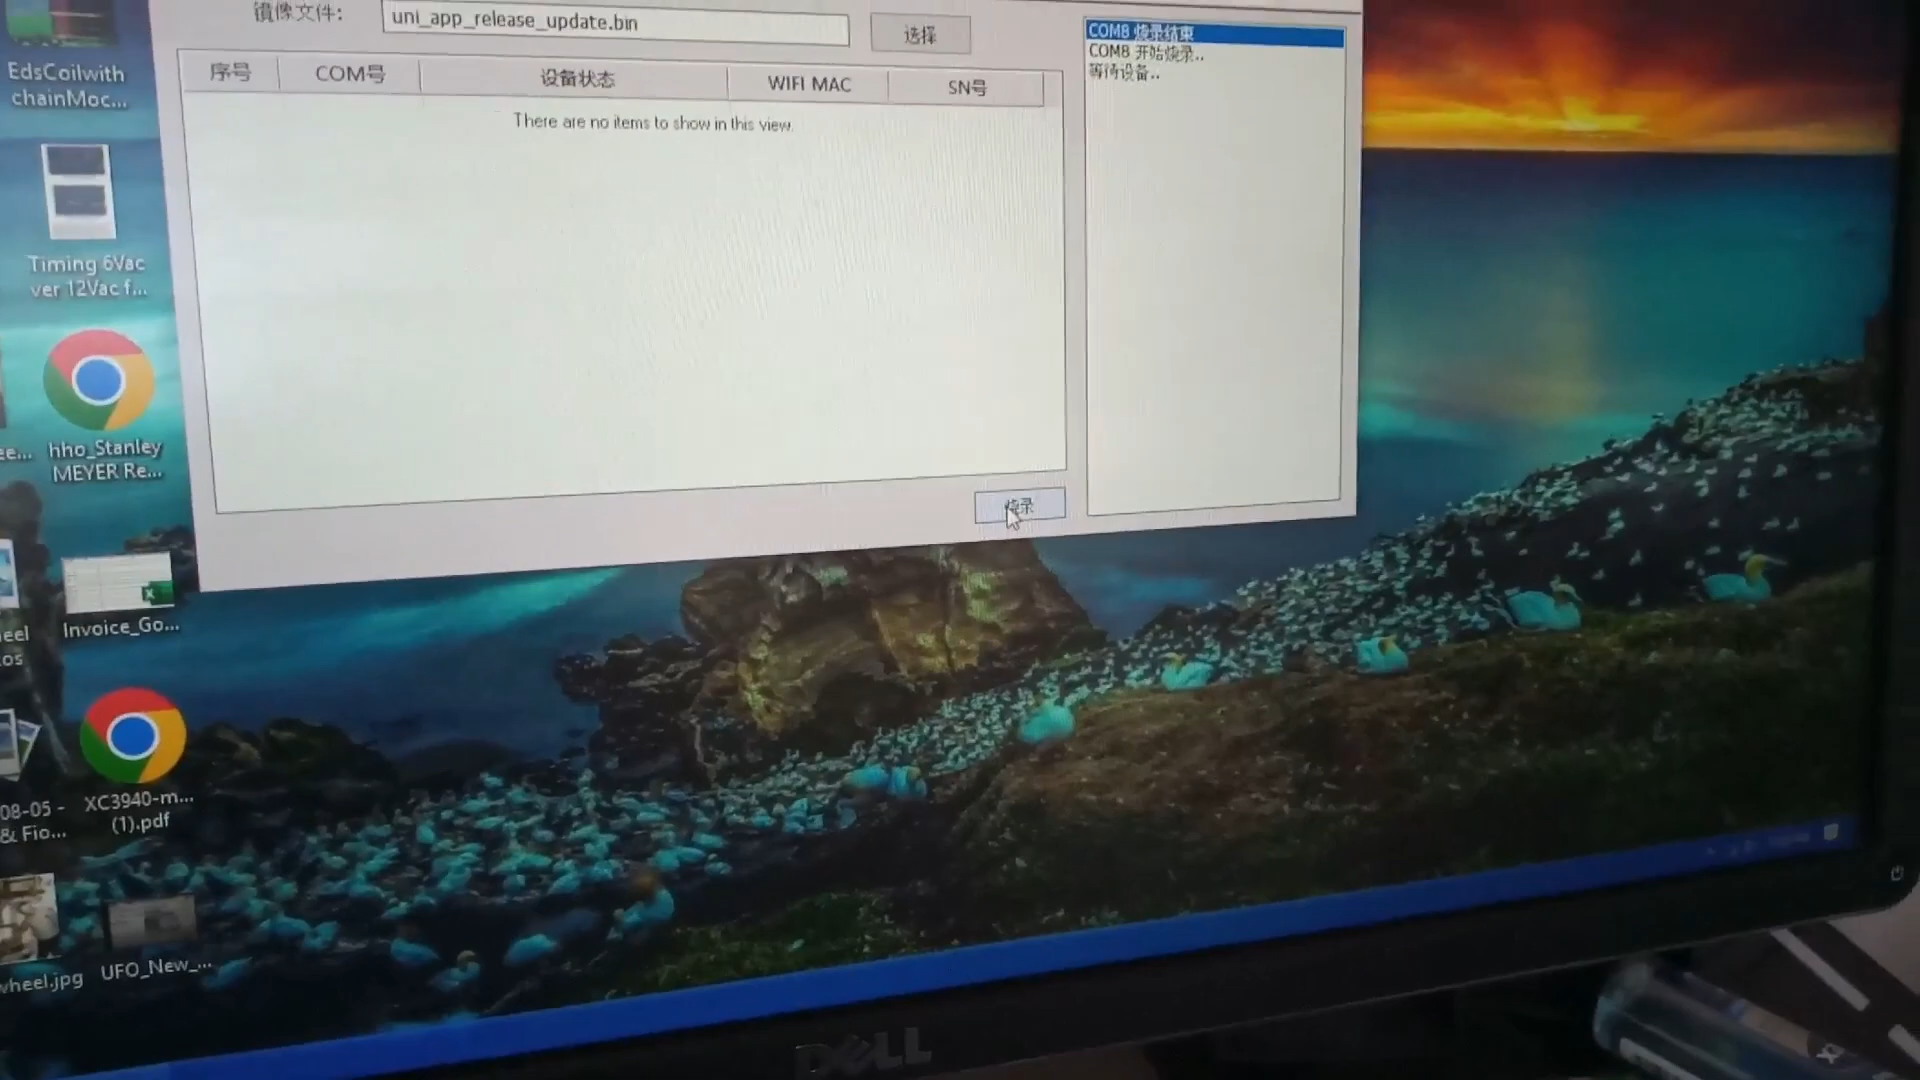 镜像文件:
uni_app_release_update.bin
选择
序号
COM号
设备状态
WIFI MAC
SN号
There are no items to show in this view.
烧录
COM8 烧录结束
COM8 开始烧录..
等待设备..
EdsCoilwith
chainMoc...
Timing 6Vac
ver 12Vac f...
hho_Stanley
MEYER Re...
ee...
Invoice_Go...
eel
os
08-05 -
& Fio...
XC3940-m...
(1).pdf
wheel.jpg
UFO_New_...
DELL